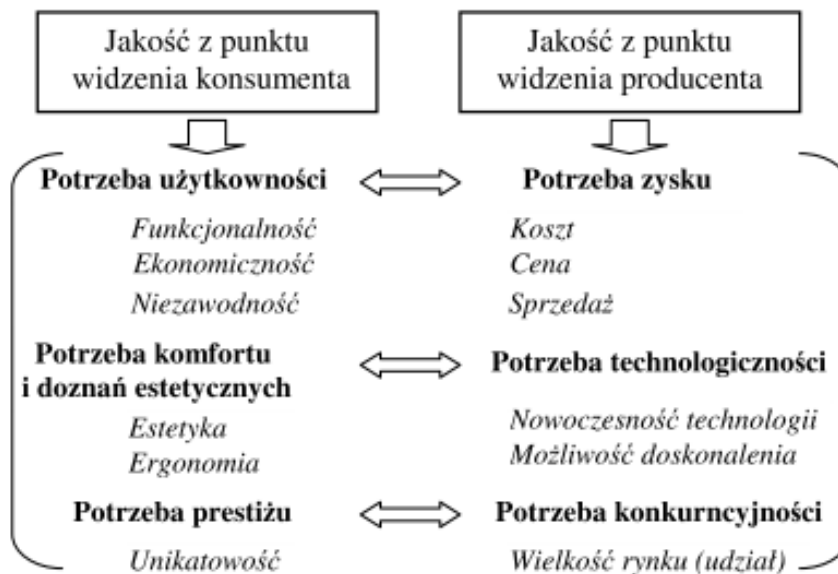 Jakość z punktu
widzenia konsumenta
Jakość z punktu
widzenia producenta
Potrzeba użytkowności
Potrzeba zysku
Funkcjonalność
Koszt
Ekonomiczność
Cena
Niezawodność
Sprzedaż
Potrzeba komfortu
i doznań estetycznych
Potrzeba technologiczności
Estetyka
Nowoczesność technologii
Ergonomia
Możliwość doskonalenia
Potrzeba prestiżu
Potrzeba konkurncyjności
Unikatowość
Wielkość rynku (udział)